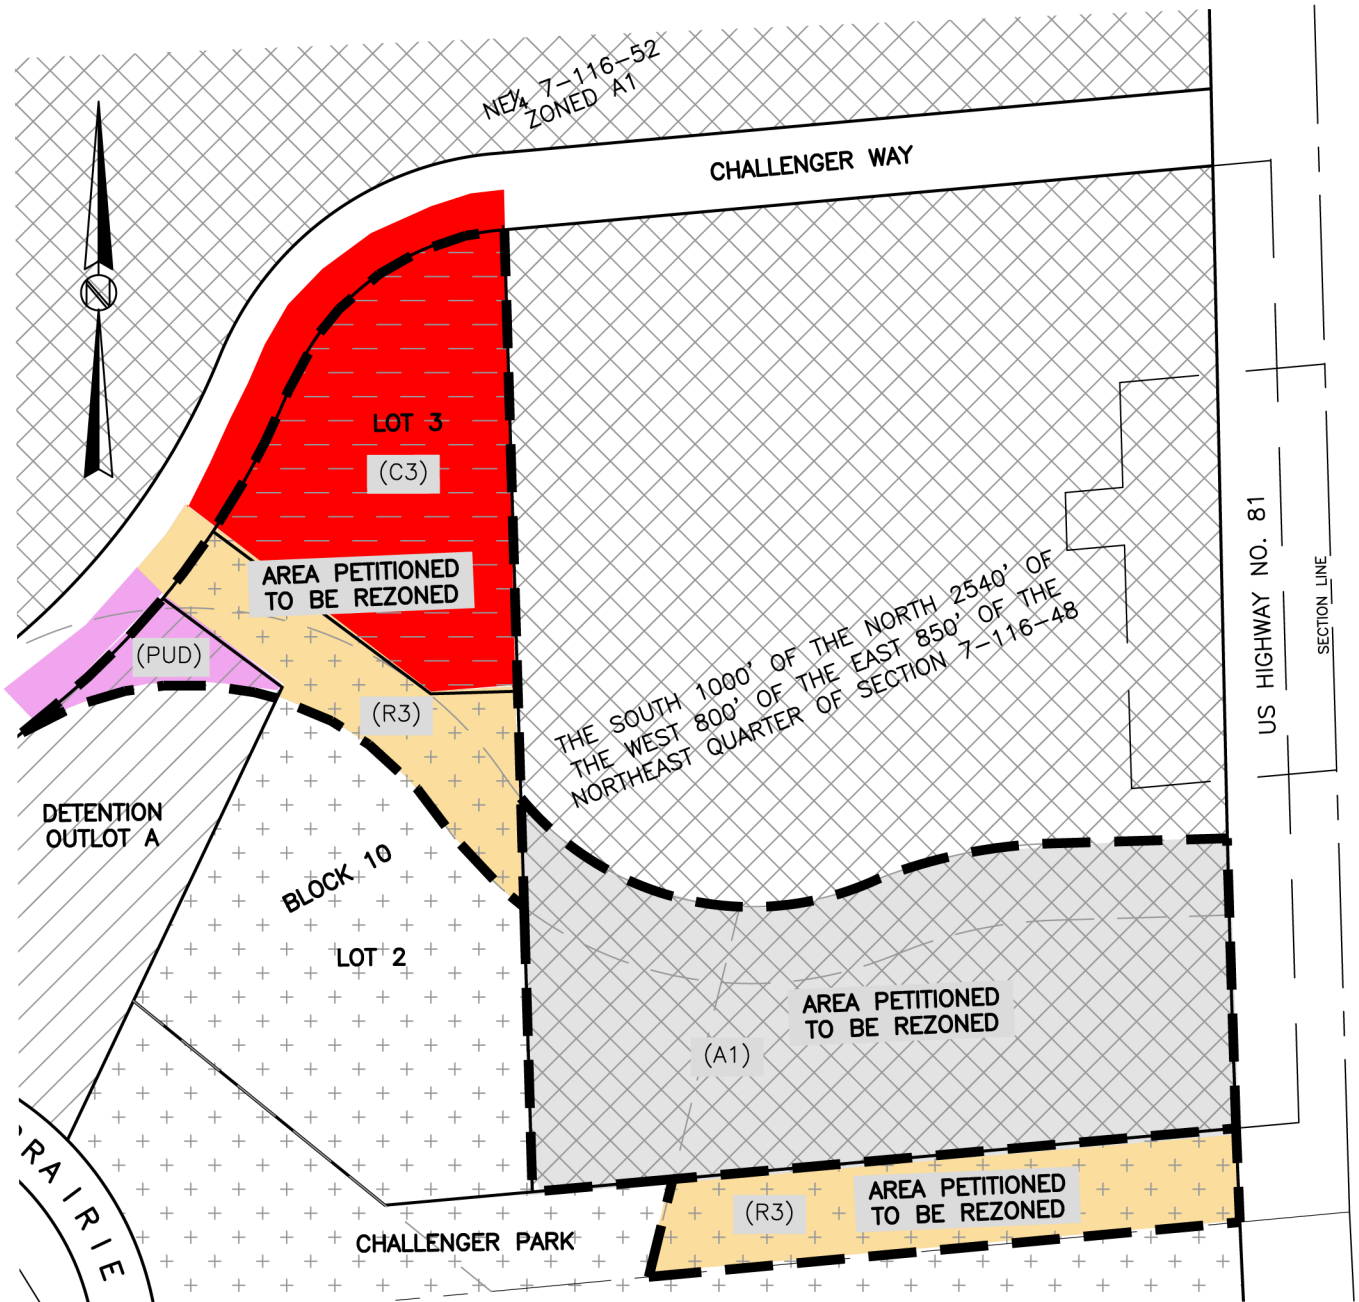 NE¼ 7-116-52
ZONED A1
CHALLENGER WAY
N
LOT 3
(C3)
AREA PETITIONED
TO BE REZONED
(PUD)
(R3)
US HIGHWAY NO. 81
SECTION LINE
THE SOUTH 1000' OF THE NORTH 2540' OF
THE WEST 800' OF THE EAST 850' OF THE
NORTHEAST QUARTER OF SECTION 7-116-48
DETENTION
OUTLOT A
BLOCK 10
LOT 2
AREA PETITIONED
TO BE REZONED
(A1)
RAIRIE
AREA PETITIONED
TO BE REZONED
(R3)
CHALLENGER PARK